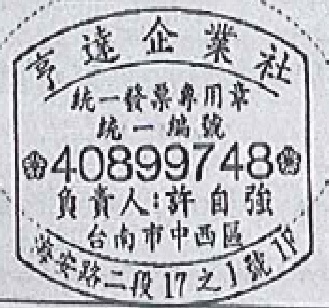 亨達企業社
統一發票專用章
統一編號
40899748
負責人:許自強
台南市中西區
海安路二段17之1號1F